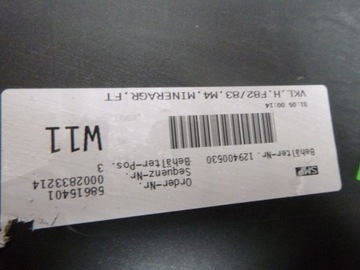 SMP
Order-Nr. 58615401
Sequenz-Nr. 0002833214
Behälter-Pos. 3
Behälter-Nr. 129400530
W11
31.05 00:14
VKL,H,F82/83,M4,MINERAGR,FT